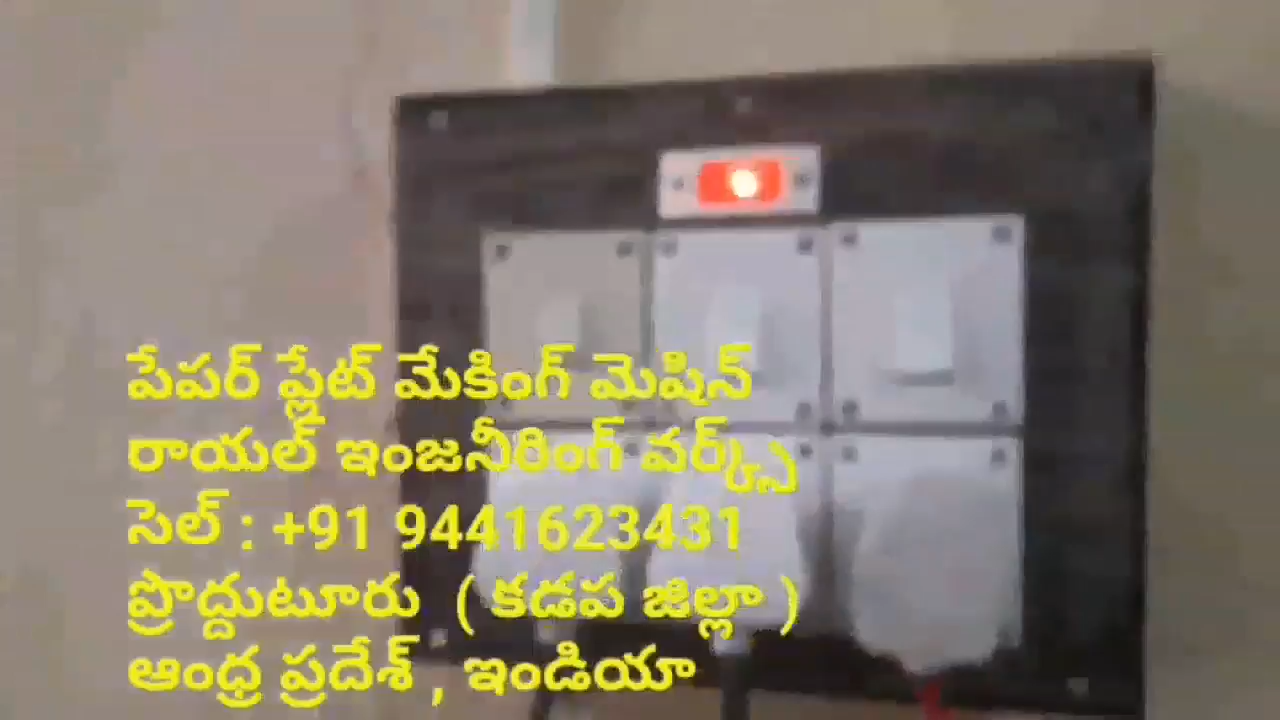 పేపర్ ప్లేట్ మేకింగ్ మెషిన్
రాయల్ ఇంజనీరింగ్ వర్క్స్
సెల్ : +91 9441623431
ప్రొద్దుటూరు ( కడప జిల్లా )
ఆంధ్ర ప్రదేశ్ , ఇండియా